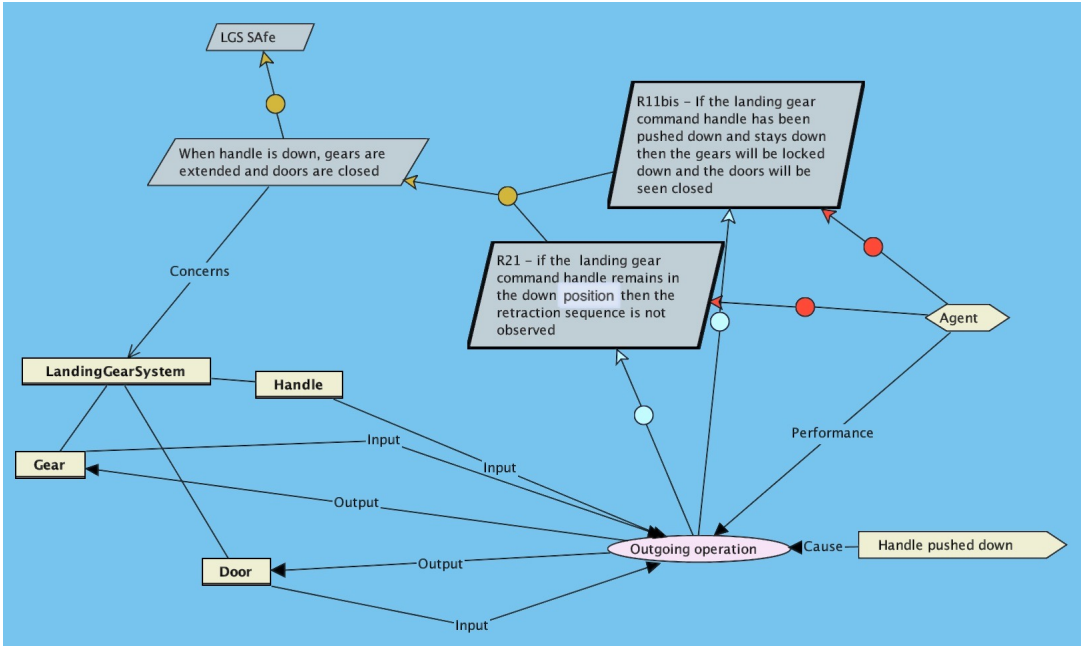 LGS SAfe
When handle is down, gears are
extended and doors are closed
R11bis - If the landing gear
command handle has been
pushed down and stays down
then the gears will be locked
down and the doors will be
seen closed
R21 - if the  landing gear
command handle remains in
the down position then the
retraction sequence is not
observed
Concerns
Agent
LandingGearSystem
Handle
Performance
Gear
Input
Input
Output
Outgoing operation
Cause
Handle pushed down
Door
Output
Input